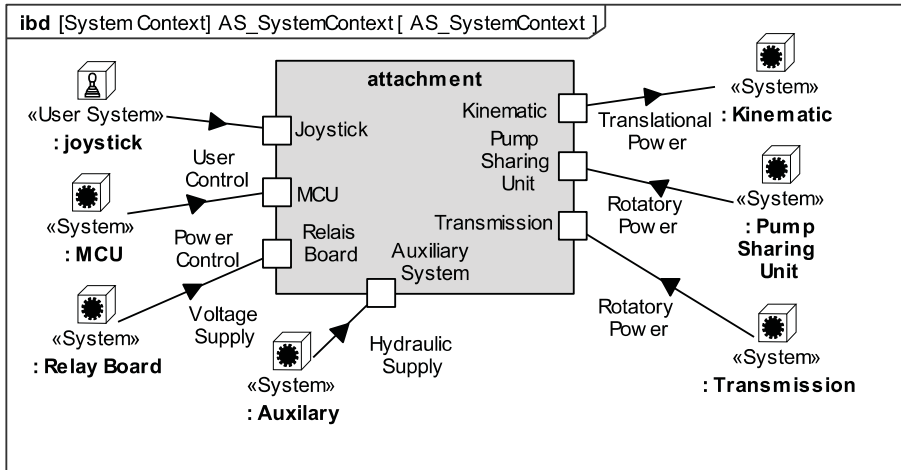 ibd [System Context] AS_SystemContext [ AS_SystemContext ]
attachment
«User System»
: joystick
Joystick
User
Control
«System»
: MCU
MCU
Power
Control
«System»
: Relay Board
Relais
Board
Voltage
Supply
Auxiliary
System
«System»
: Auxilary
Hydraulic
Supply
Kinematic
Translational
Power
«System»
: Kinematic
Pump
Sharing
Unit
Rotatory
Power
«System»
: Pump
Sharing
Unit
Transmission
Rotatory
Power
«System»
: Transmission